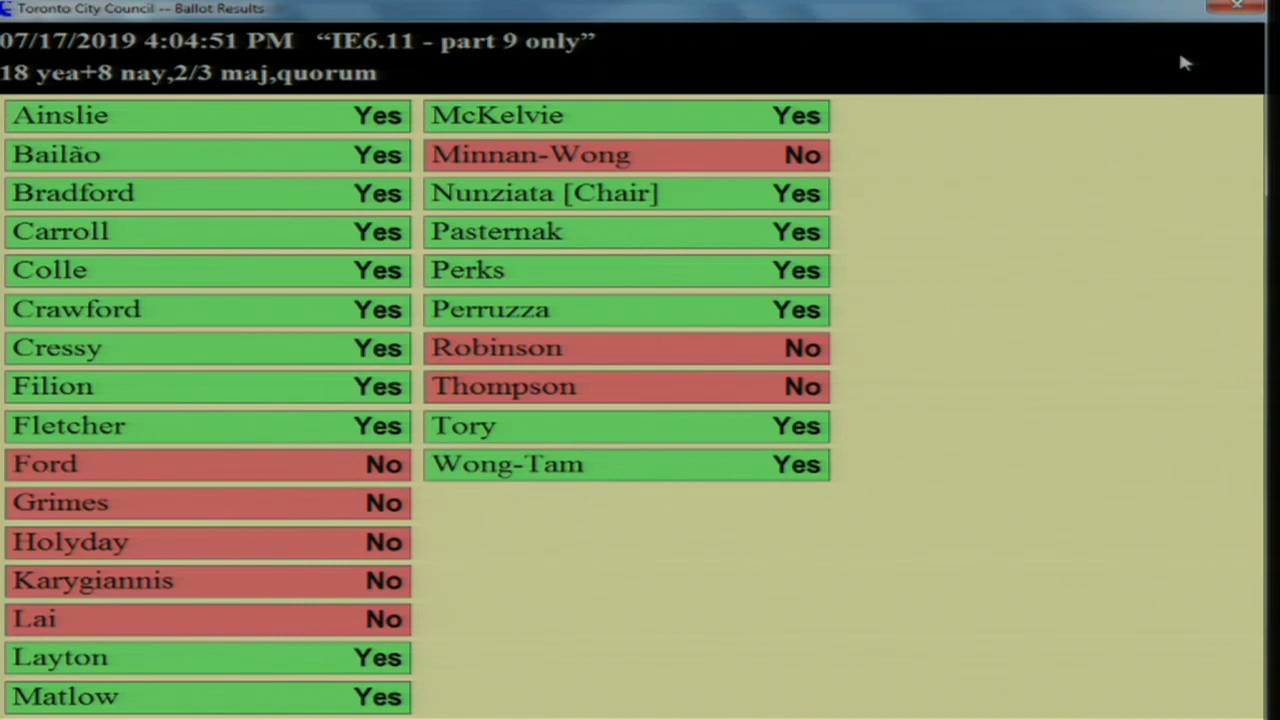 Toronto City Council -- Ballot Results
07/17/2019 4:04:51 PM “IE6.11 - part 9 only”
18 yea+8 nay,2/3 maj,quorum
Ainslie Yes
Bailão Yes
Bradford Yes
Carroll Yes
Colle Yes
Crawford Yes
Cressy Yes
Filion Yes
Fletcher Yes
Ford No
Grimes No
Holyday No
Karygiannis No
Lai No
Layton Yes
Matlow Yes
McKelvie Yes
Minnan-Wong No
Nunziata [Chair] Yes
Pasternak Yes
Perks Yes
Perruzza Yes
Robinson No
Thompson No
Tory Yes
Wong-Tam Yes